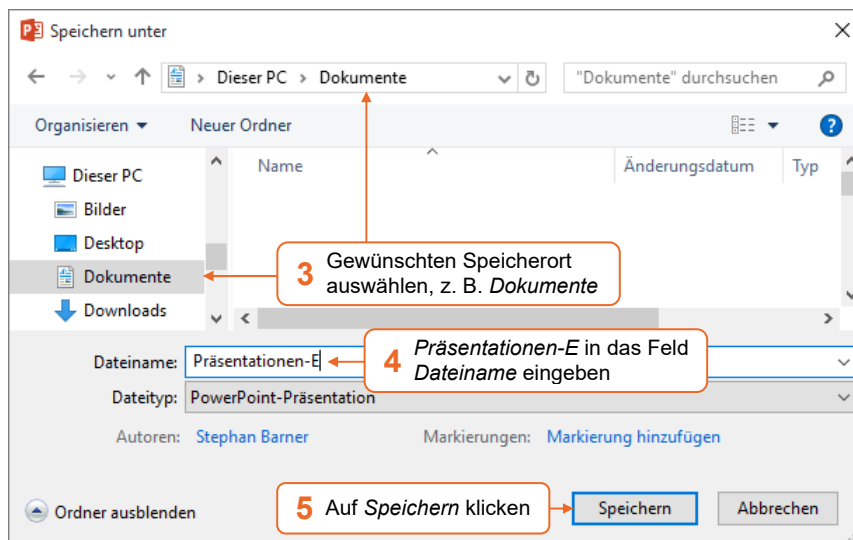 Speichern unter
Dieser PC > Dokumente
"Dokumente" durchsuchen
Organisieren
Neuer Ordner
Dieser PC
Bilder
Desktop
Dokumente
Downloads
Name
Änderungsdatum
Typ
3 Gewünschten Speicherort
auswählen, z. B. Dokumente
Dateiname: Präsentationen-E
4 Präsentationen-E in das Feld
Dateiname eingeben
Dateityp: PowerPoint-Präsentation
Autoren: Stephan Barner
Markierungen: Markierung hinzufügen
Ordner ausblenden
5 Auf Speichern klicken
Speichern
Abbrechen